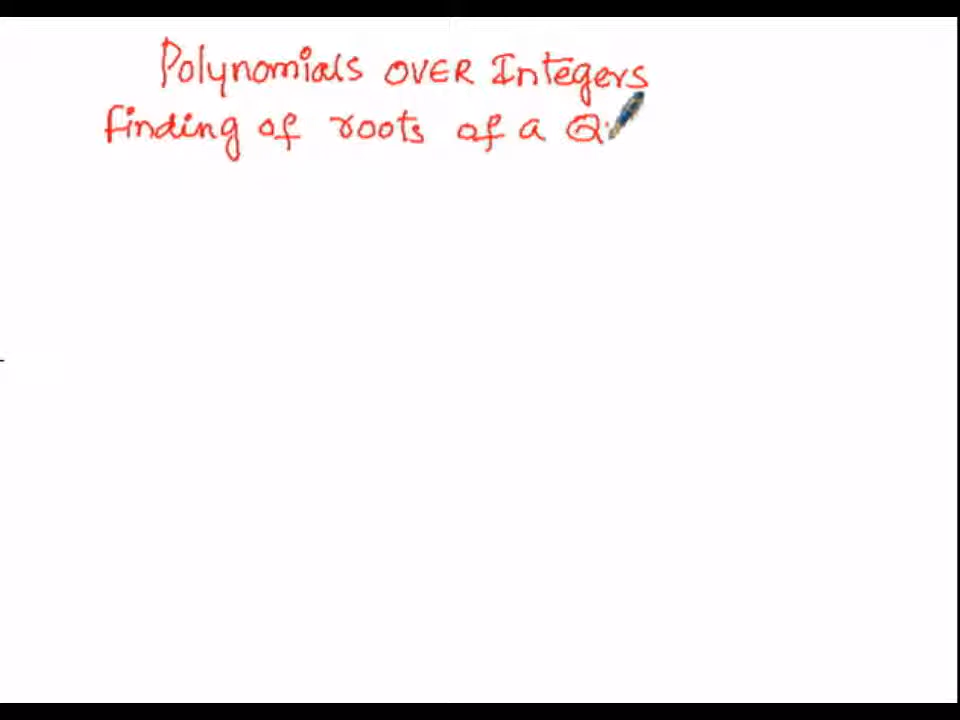 Polynomials OVER Integers
finding of roots of a Q